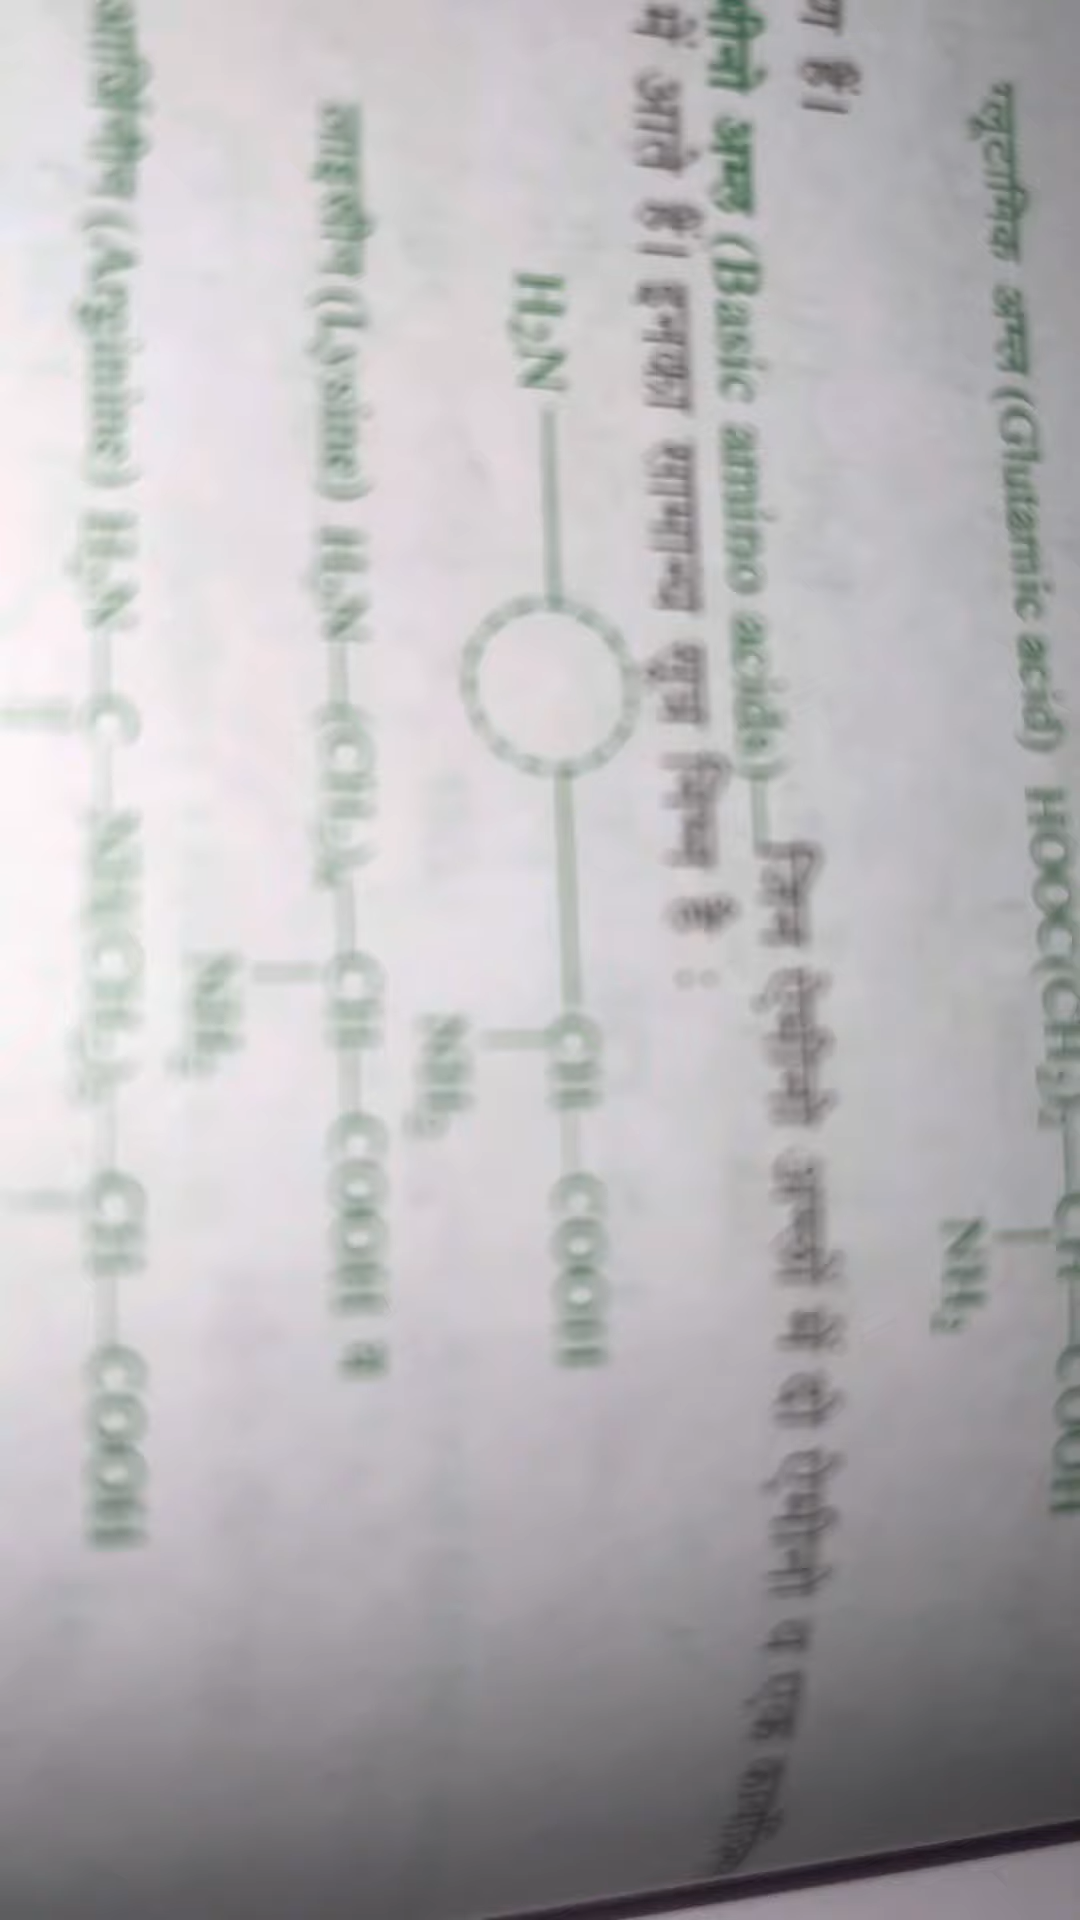 ग्लूटामिक अम्ल (Glutamic acid) HOOC(CH₂)₂—CH—COOH
NH₂
ण हैं।
मीनो अम्ल (Basic amino acids)—जिन ऐमीनो अम्लों में दो ऐमीनो व एक
में आते हैं। इनका सामान्य सूत्र निम्न है :
H₂N— —CH—COOH
NH₂
लाइसीन (Lysine) H₂N—(CH₂)₄—CH—COOH व
NH₂
(Arginine) H₂N—C—NH(CH₂)₃—CH—COOH